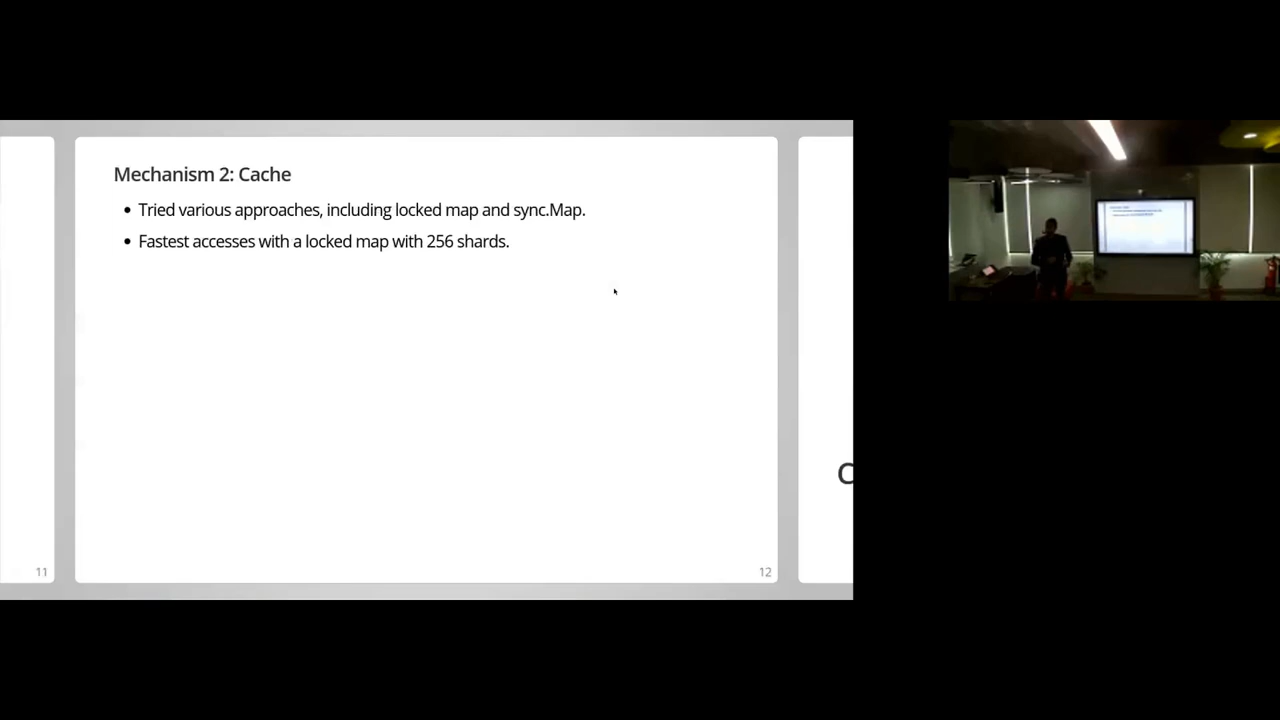 Mechanism 2: Cache
• Tried various approaches, including locked map and sync.Map.
• Fastest accesses with a locked map with 256 shards.
C
11
12